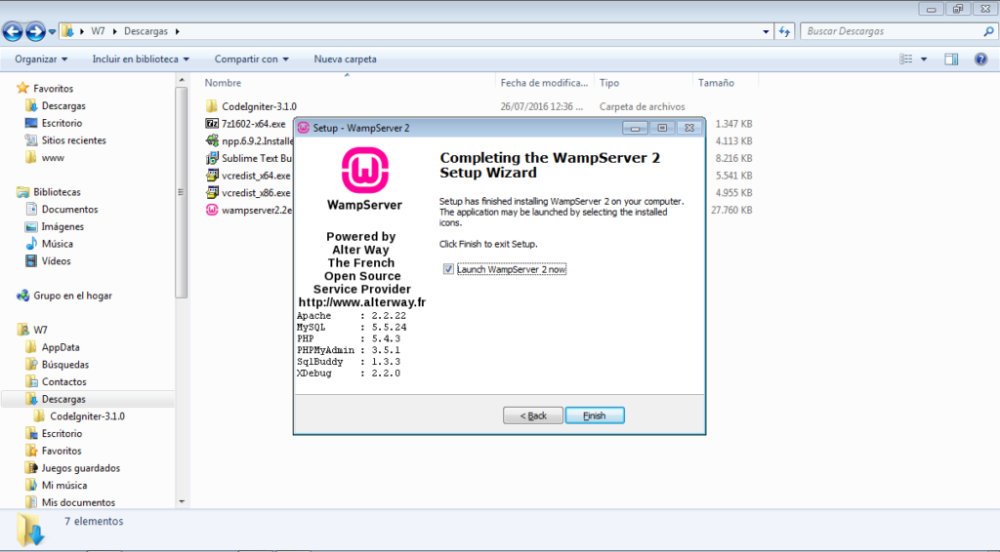 W7
Descargas
Buscar Descargas
Organizar
Incluir en biblioteca
Compartir con
Nueva carpeta
Favoritos
Descargas
Escritorio
Sitios recientes
www
Bibliotecas
Documentos
Imágenes
Música
Vídeos
Grupo en el hogar
W7
AppData
Búsquedas
Contactos
Descargas
CodeIgniter-3.1.0
Escritorio
Favoritos
Juegos guardados
Mi música
Mis documentos
Nombre
Fecha de modifica...
Tipo
Tamaño
CodeIgniter-3.1.0
26/07/2016 12:36 ...
Carpeta de archivos
7z1602-x64.exe
1.347 KB
npp.6.9.2.Installe
4.113 KB
Sublime Text Bu
8.216 KB
vcredist_x64.exe
5.541 KB
vcredist_x86.exe
4.955 KB
wampserver2.2e
27.760 KB
Setup - WampServer 2
WampServer
Powered by
Alter Way
The French
Open Source
Service Provider
http://www.alterway.fr
Apache : 2.2.22
MySQL : 5.5.24
PHP : 5.4.3
PHPMyAdmin : 3.5.1
SqlBuddy : 1.3.3
XDebug : 2.2.0
Completing the WampServer 2
Setup Wizard
Setup has finished installing WampServer 2 on your computer.
The application may be launched by selecting the installed
icons.
Click Finish to exit Setup.
Launch WampServer 2 now
< Back
Finish
7 elementos